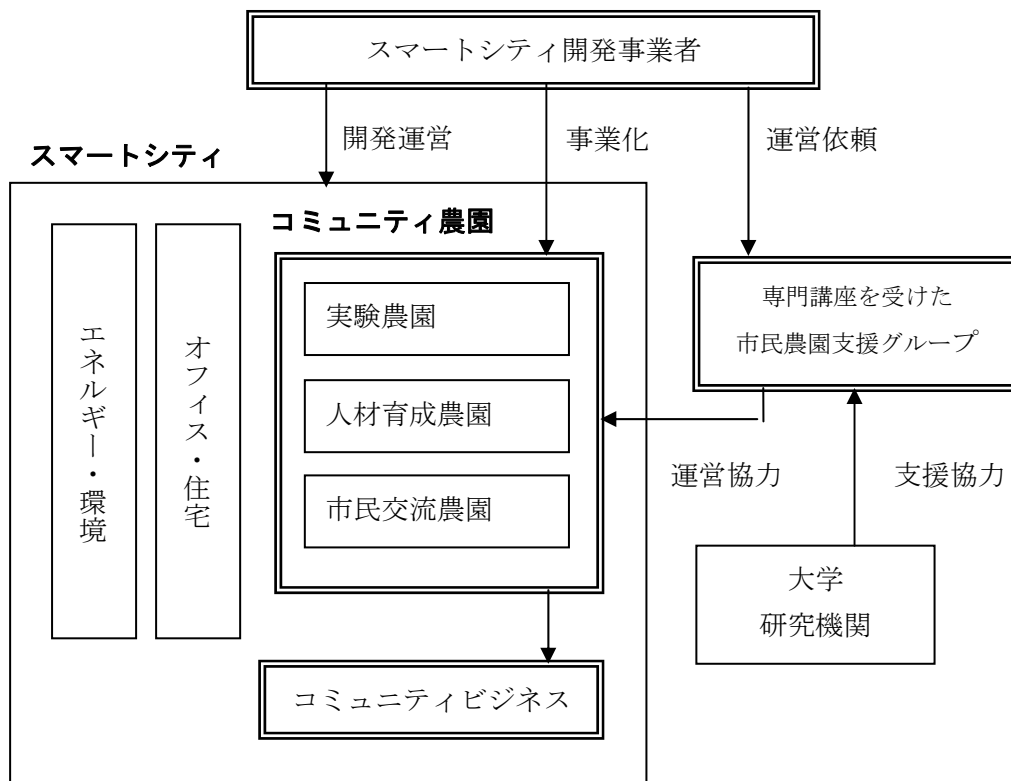 スマートシティ開発事業者
開発運営
事業化
運営依頼
スマートシティ
コミュニティ農園
エネルギー・環境
オフィス・住宅
実験農園
人材育成農園
市民交流農園
専門講座を受けた
市民農園支援グループ
運営協力
支援協力
大学
研究機関
コミュニティビジネス